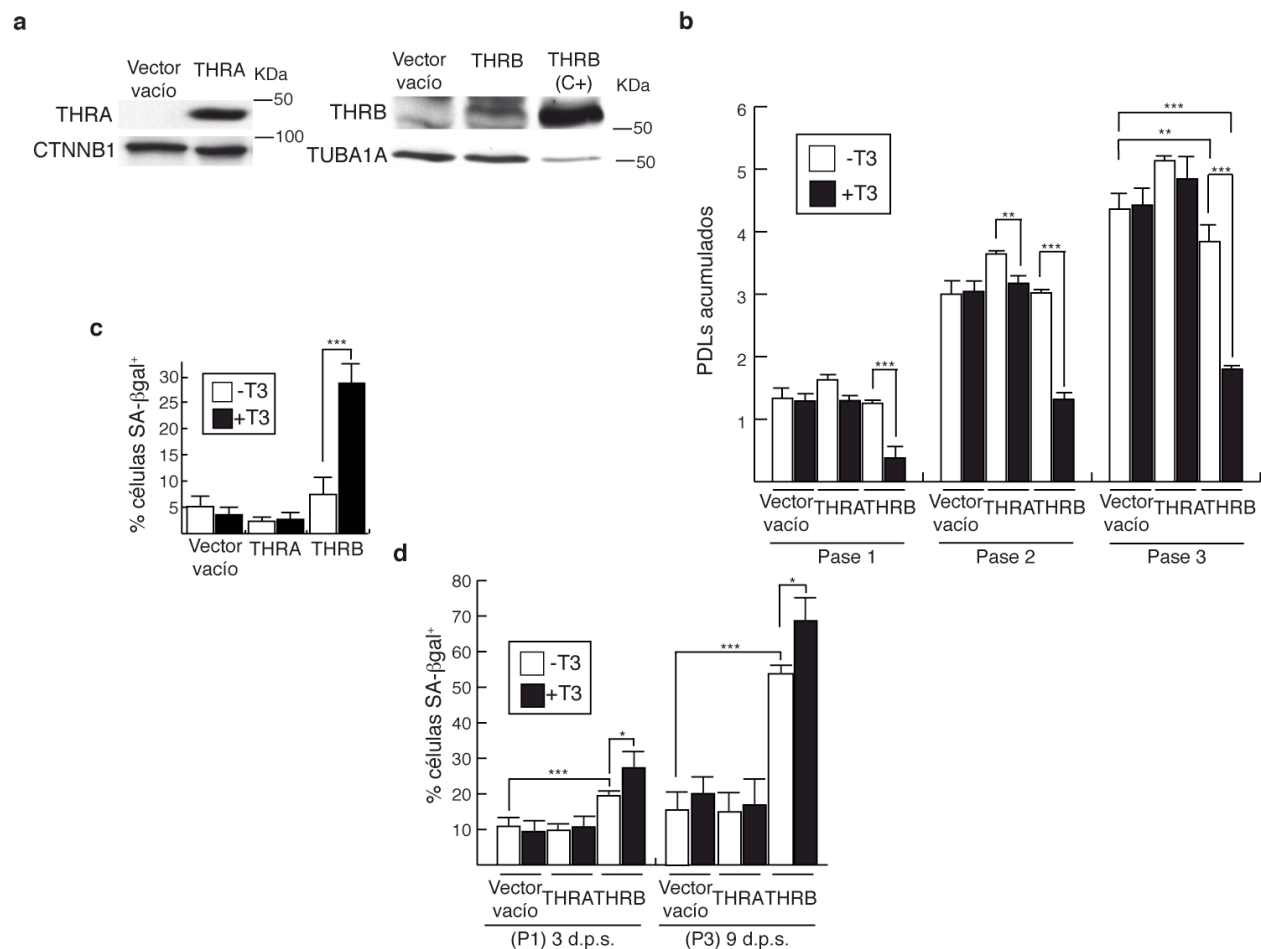 a
Vector
vacío
THRA
KDa
50
THRA
100
CTNNB1
Vector
vacío
THRB
THRB
(C+)
KDa
THRB
50
TUBA1A
50
b
PDLs acumulados
6
5
4
3
2
1
-T3
+T3
***
**
***
**
***
***
Vector
vacío
THRA
THRB
Pase 1
Vector
vacío
THRA
THRB
Pase 2
Vector
vacío
THRA
THRB
Pase 3
c
% células SA-βgal⁺
30
25
20
15
10
5
-T3
+T3
***
Vector
vacío
THRA
THRB
d
% células SA-βgal⁺
80
70
60
50
40
30
20
10
-T3
+T3
***
*
***
*
Vector
vacío
THRA
THRB
(P1) 3 d.p.s.
Vector
vacío
THRA
THRB
(P3) 9 d.p.s.